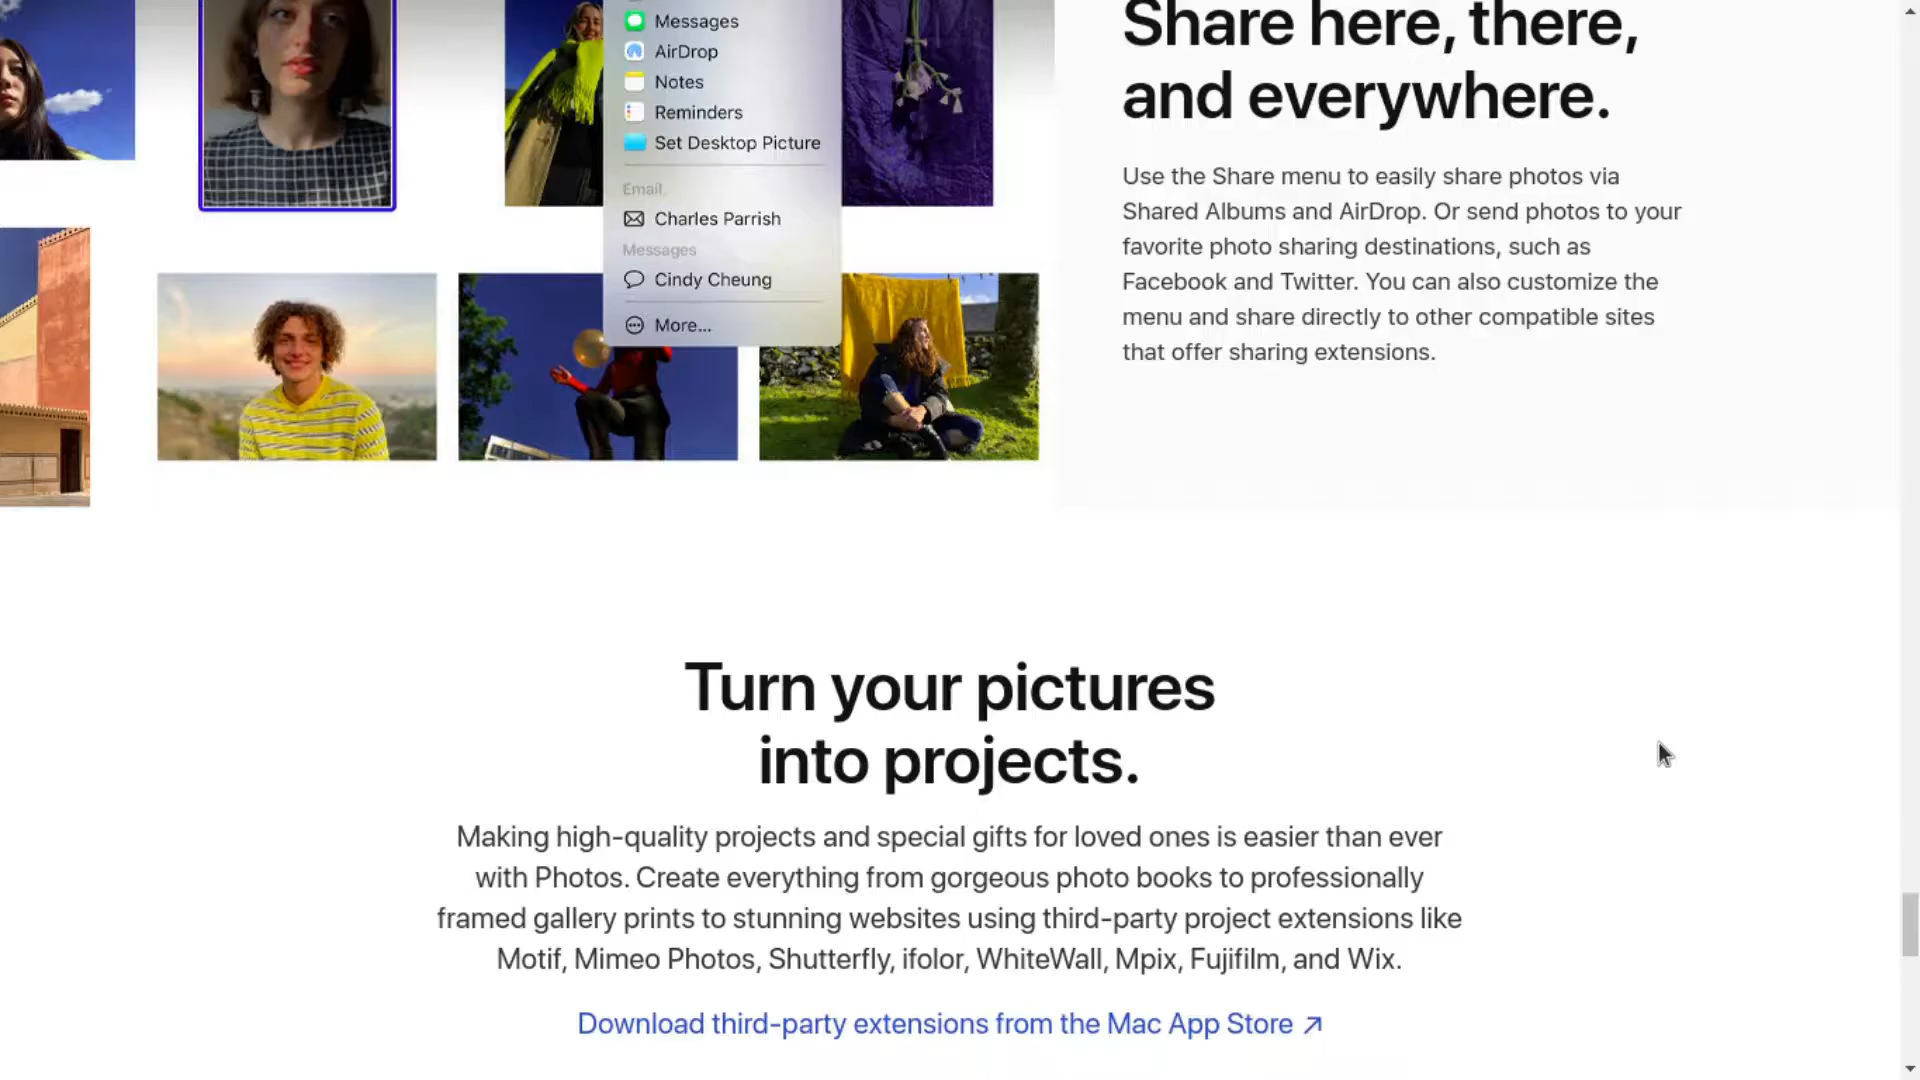 Messages
AirDrop
Notes
Reminders
Set Desktop Picture
Email
Charles Parrish
Messages
Cindy Cheung
More...
Share here, there,
and everywhere.
Use the Share menu to easily share photos via
Shared Albums and AirDrop. Or send photos to your
favorite photo sharing destinations, such as
Facebook and Twitter. You can also customize the
menu and share directly to other compatible sites
that offer sharing extensions.
Turn your pictures
into projects.
Making high-quality projects and special gifts for loved ones is easier than ever
with Photos. Create everything from gorgeous photo books to professionally
framed gallery prints to stunning websites using third-party project extensions like
Motif, Mimeo Photos, Shutterfly, ifolor, WhiteWall, Mpix, Fujifilm, and Wix.
Download third-party extensions from the Mac App Store ↗